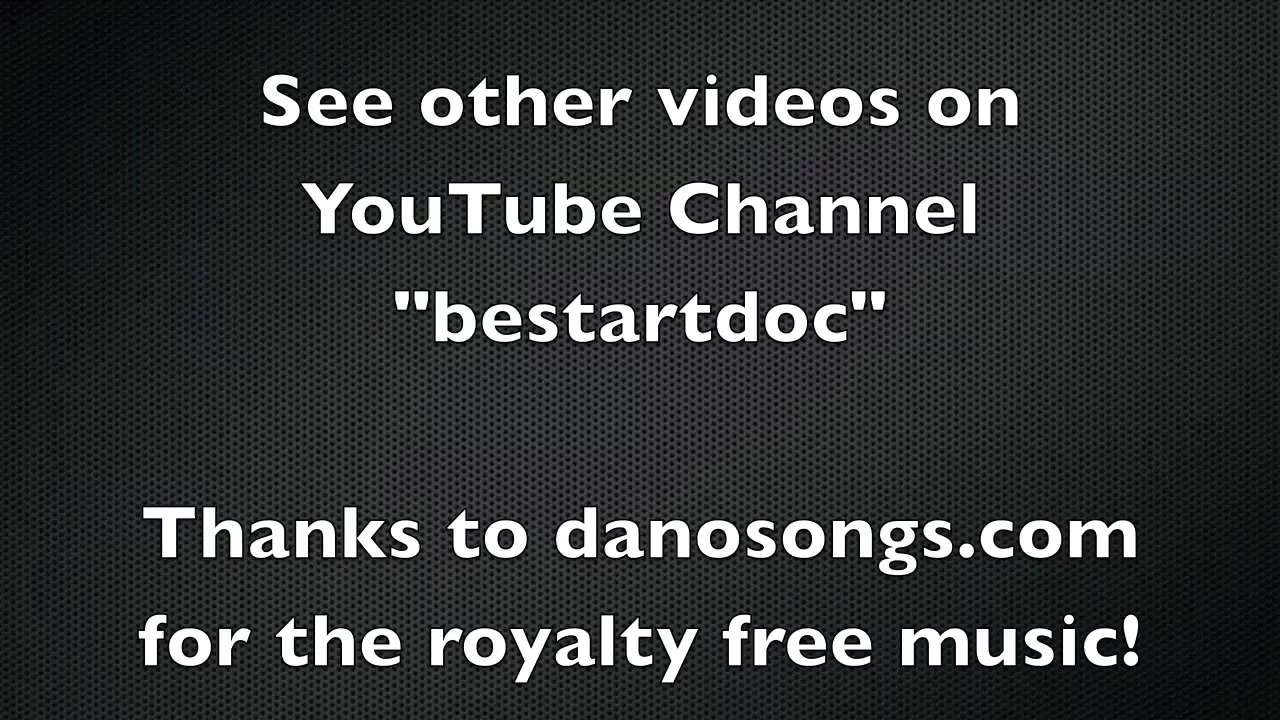 See other videos on
YouTube Channel
"bestartdoc"
Thanks to danosongs.com
for the royalty free music!